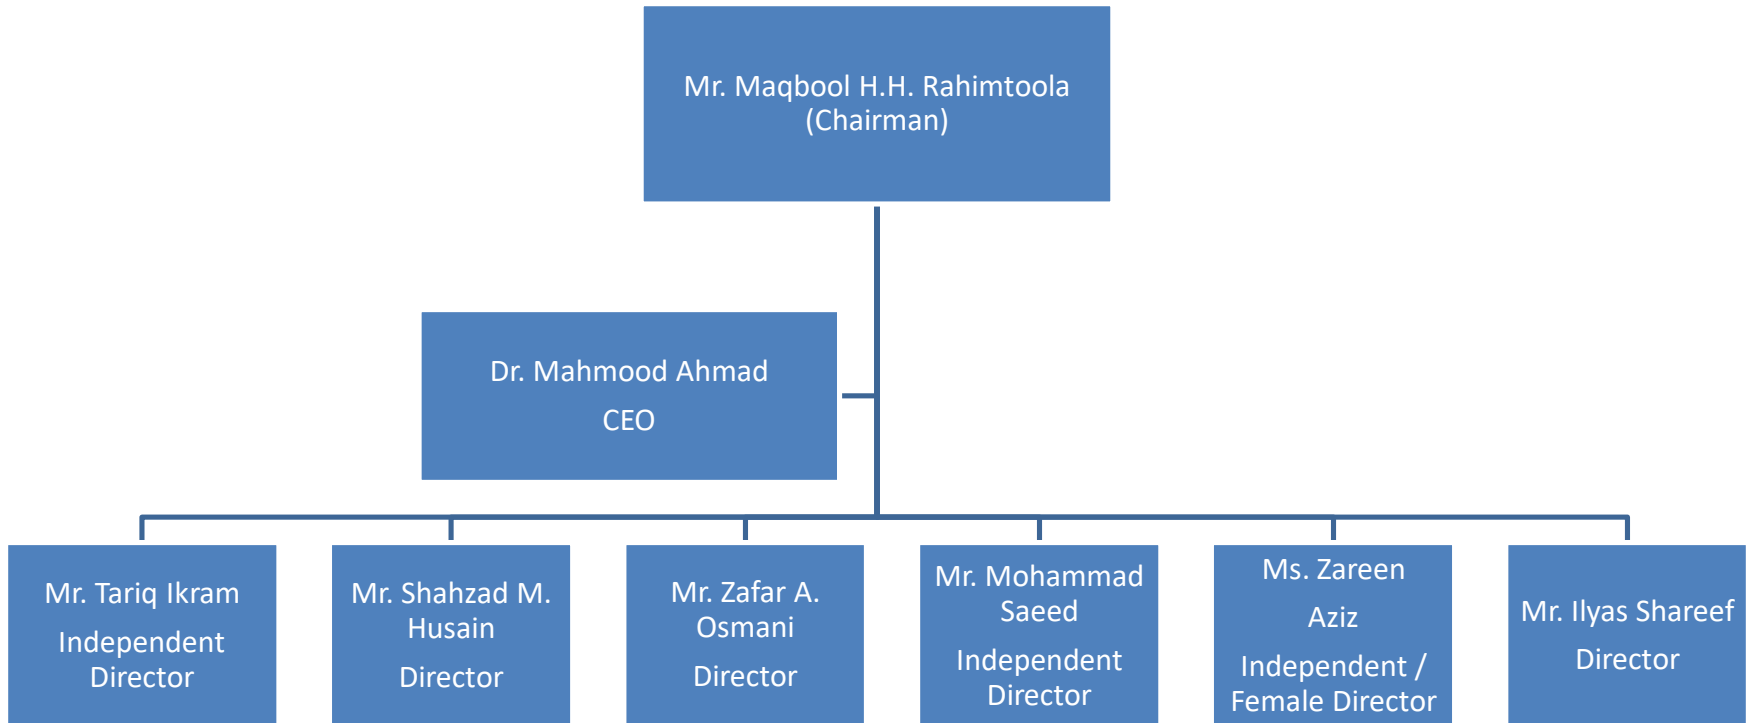 Mr. Maqbool H.H. Rahimtoola
(Chairman)
Dr. Mahmood Ahmad
CEO
Mr. Tariq Ikram
Independent
Director
Mr. Shahzad M.
Husain
Director
Mr. Zafar A.
Osmani
Director
Mr. Mohammad
Saeed
Independent
Director
Ms. Zareen
Aziz
Independent /
Female Director
Mr. Ilyas Shareef
Director